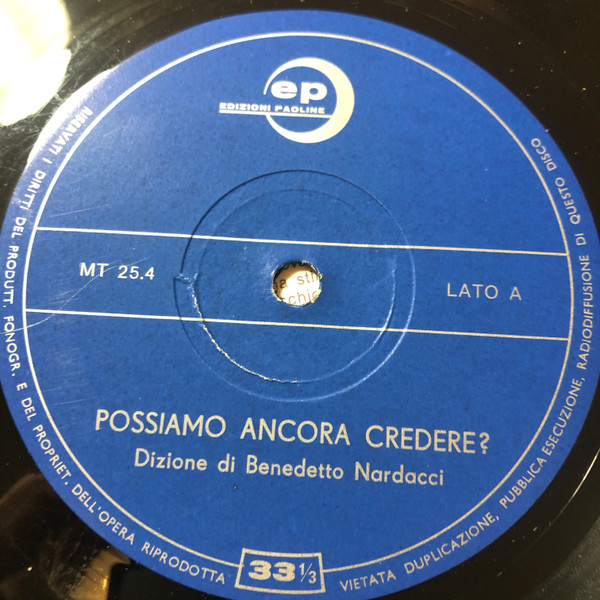 ep
EDIZIONI PAOLINE
MT 25.4
LATO A
POSSIAMO ANCORA CREDERE?
Dizione di Benedetto Nardacci
33 1/3
RISERVATI I DIRITTI DEL PRODUTT. FONOGR. E DEL PROPRIET. DELL'OPERA RIPRODOTTA
VIETATA DUPLICAZIONE, PUBBLICA ESECUZIONE, RADIODIFFUSIONE DI QUESTO DISCO